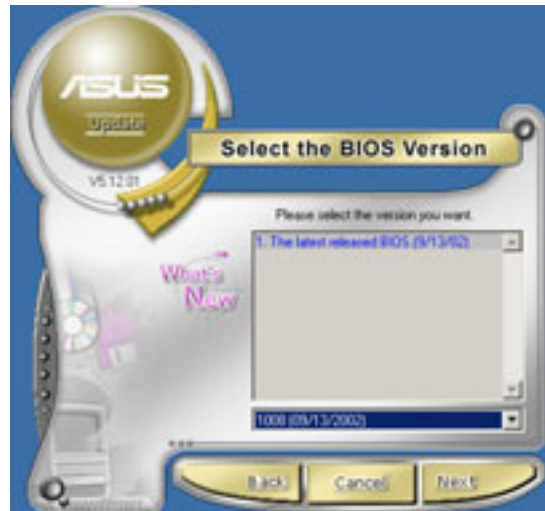 ASUS
Update
V5.12.01
Select the BIOS Version
Please select the version you want.
1. The latest released BIOS (9/13/02)
What's
New
1008 (09/13/2002)
Back
Cancel
Next